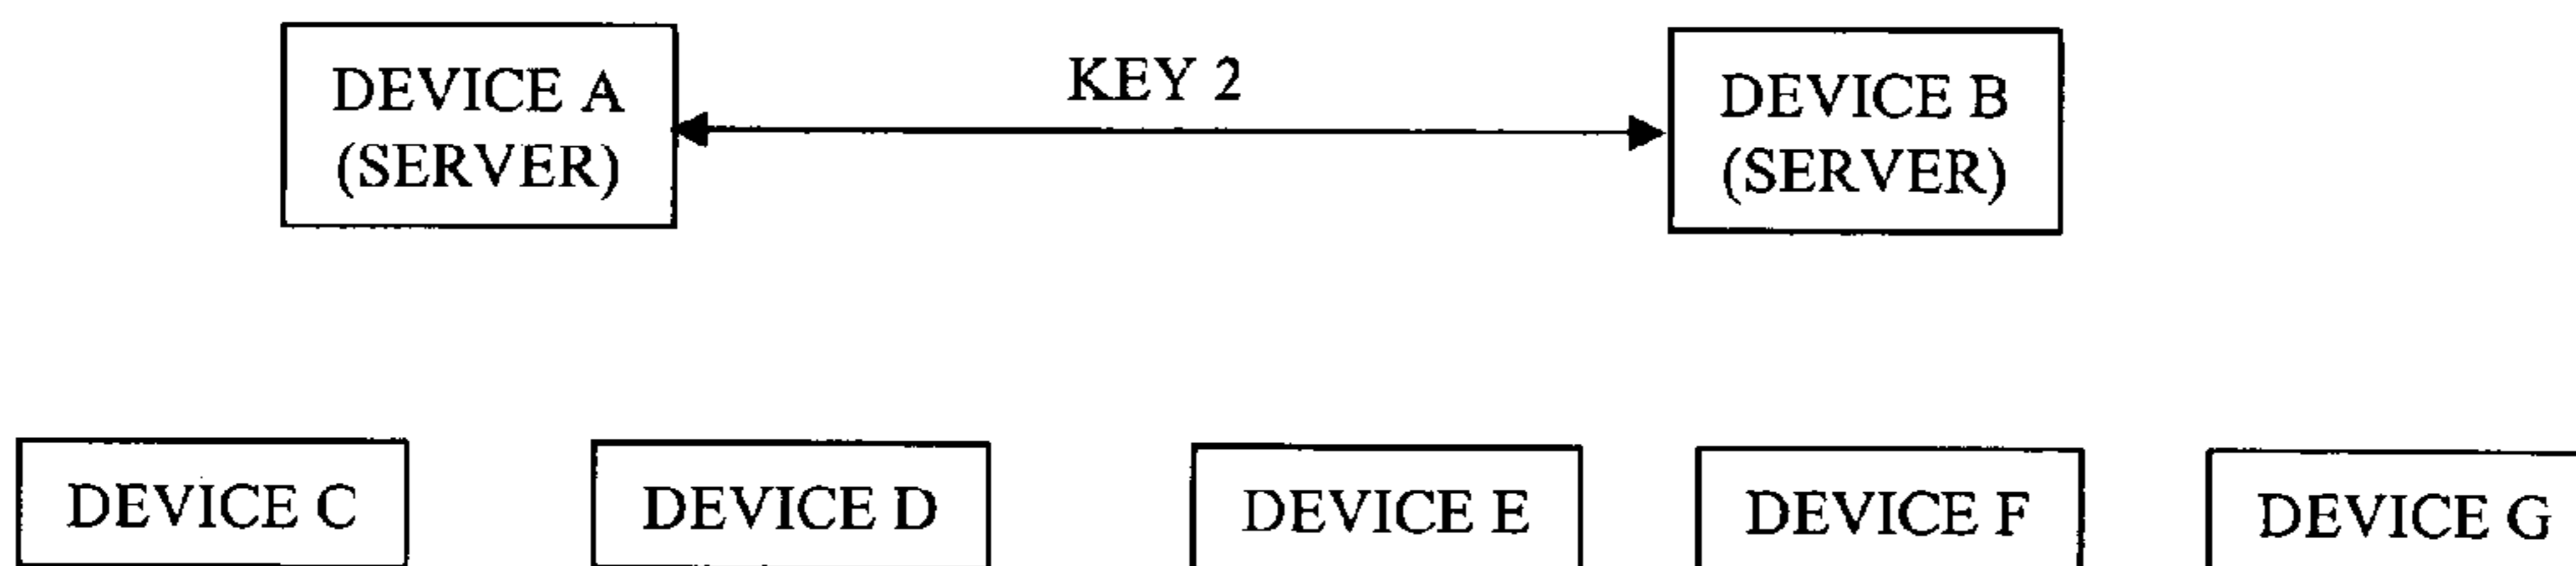 DEVICE A
(SERVER)
KEY 2
DEVICE B
(SERVER)
DEVICE C
DEVICE D
DEVICE E
DEVICE F
DEVICE G